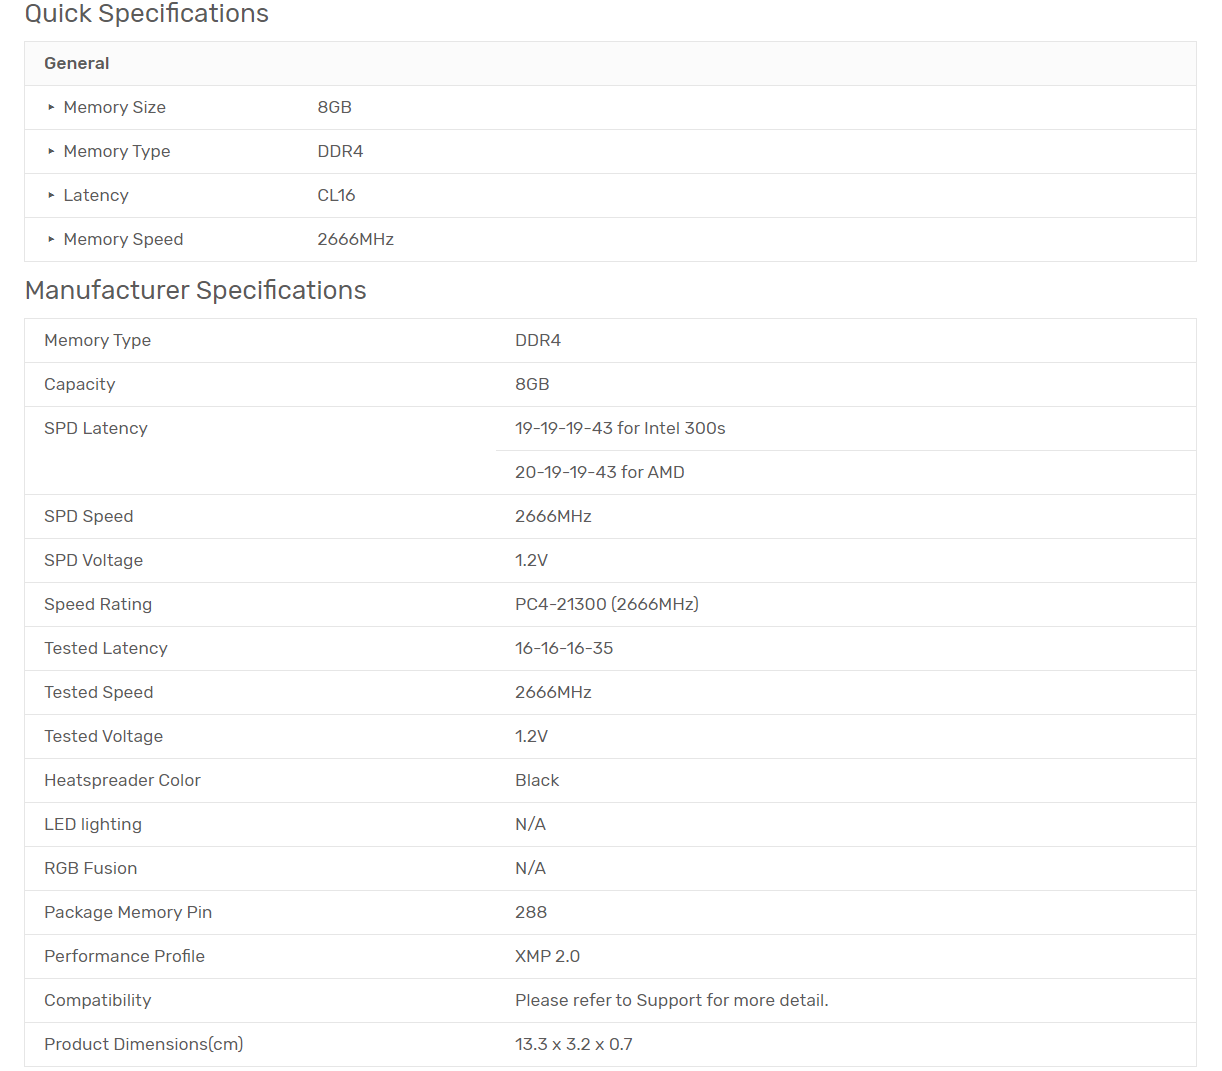 Quick Specifications
General
Memory Size 8GB
Memory Type DDR4
Latency CL16
Memory Speed 2666MHz
Manufacturer Specifications
Memory Type DDR4
Capacity 8GB
SPD Latency 19-19-19-43 for Intel 300s
20-19-19-43 for AMD
SPD Speed 2666MHz
SPD Voltage 1.2V
Speed Rating PC4-21300 (2666MHz)
Tested Latency 16-16-16-35
Tested Speed 2666MHz
Tested Voltage 1.2V
Heatspreader Color Black
LED lighting N/A
RGB Fusion N/A
Package Memory Pin 288
Performance Profile XMP 2.0
Compatibility Please refer to Support for more detail.
Product Dimensions(cm) 13.3 x 3.2 x 0.7